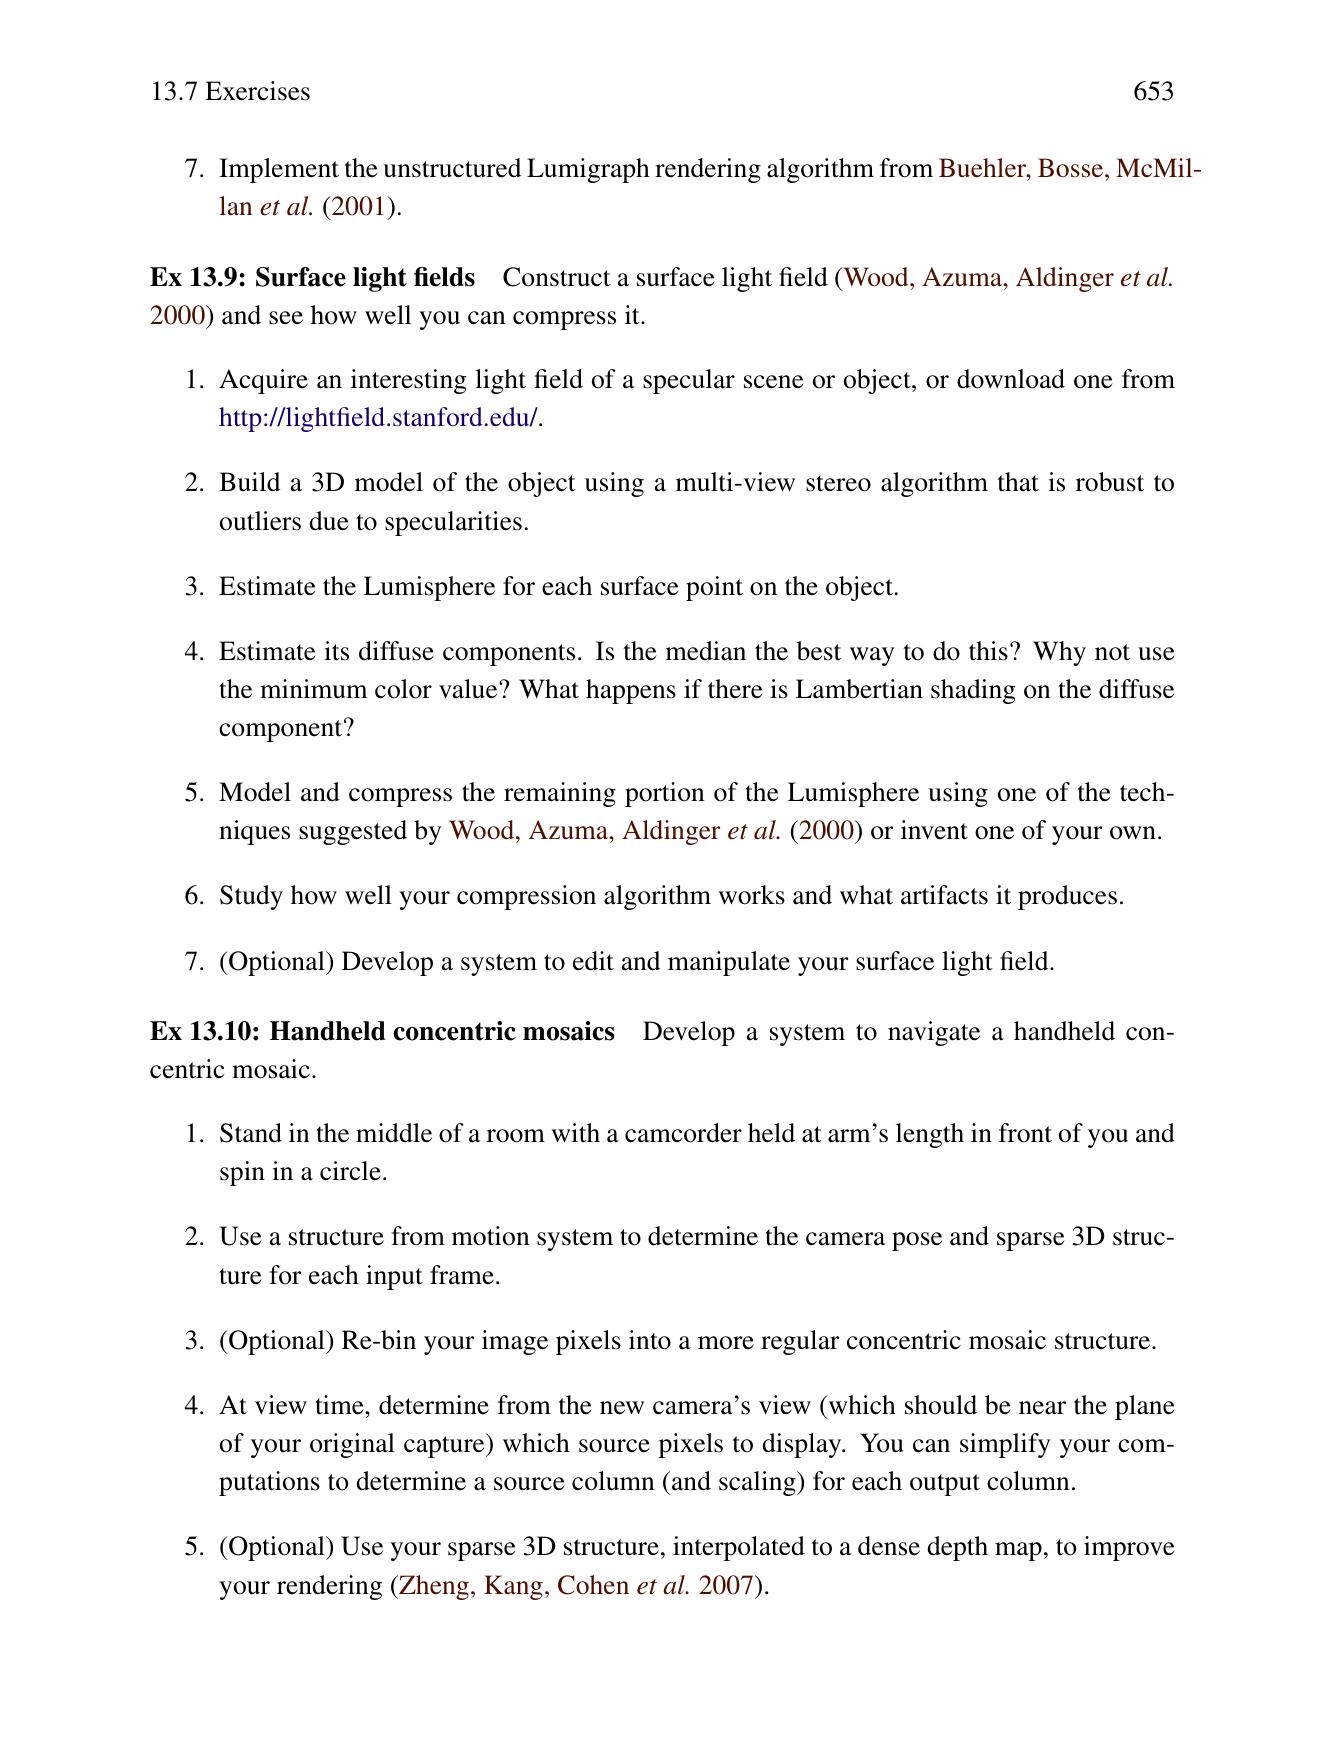 13.7 Exercises 653
7. Implement the unstructured Lumigraph rendering algorithm from Buehler, Bosse, McMil-
lan et al. (2001).
Ex 13.9: Surface light fields Construct a surface light field (Wood, Azuma, Aldinger et al.
2000) and see how well you can compress it.
1. Acquire an interesting light field of a specular scene or object, or download one from
http://lightfield.stanford.edu/.
2. Build a 3D model of the object using a multi-view stereo algorithm that is robust to
outliers due to specularities.
3. Estimate the Lumisphere for each surface point on the object.
4. Estimate its diffuse components. Is the median the best way to do this? Why not use
the minimum color value? What happens if there is Lambertian shading on the diffuse
component?
5. Model and compress the remaining portion of the Lumisphere using one of the tech-
niques suggested by Wood, Azuma, Aldinger et al. (2000) or invent one of your own.
6. Study how well your compression algorithm works and what artifacts it produces.
7. (Optional) Develop a system to edit and manipulate your surface light field.
Ex 13.10: Handheld concentric mosaics Develop a system to navigate a handheld con-
centric mosaic.
1. Stand in the middle of a room with a camcorder held at arm’s length in front of you and
spin in a circle.
2. Use a structure from motion system to determine the camera pose and sparse 3D struc-
ture for each input frame.
3. (Optional) Re-bin your image pixels into a more regular concentric mosaic structure.
4. At view time, determine from the new camera’s view (which should be near the plane
of your original capture) which source pixels to display. You can simplify your com-
putations to determine a source column (and scaling) for each output column.
5. (Optional) Use your sparse 3D structure, interpolated to a dense depth map, to improve
your rendering (Zheng, Kang, Cohen et al. 2007).